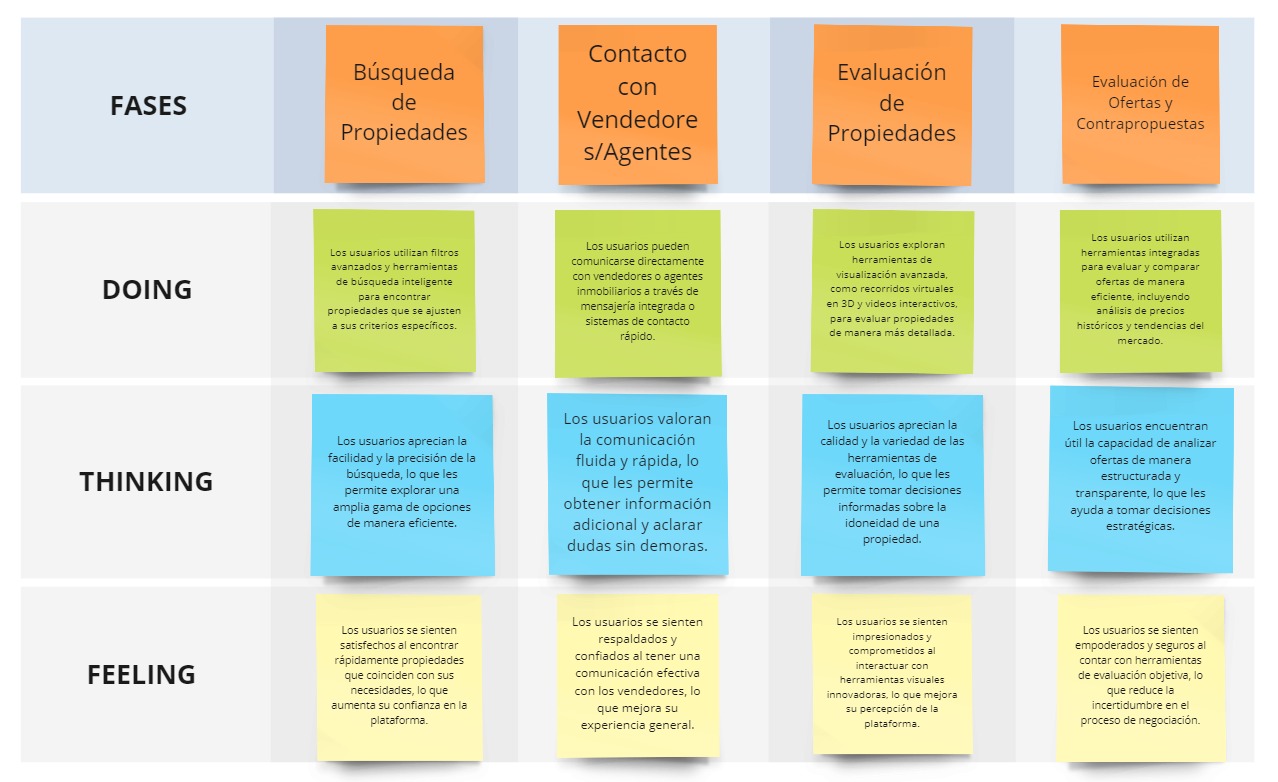 FASES
Búsqueda
de
Propiedades
Contacto
con
Vendedore
s/Agentes
Evaluación
de
Propiedades
Evaluación de
Ofertas y
Contrapropuestas
DOING
Los usuarios utilizan filtros
avanzados y herramientas
de búsqueda inteligente
para encontrar
propiedades que se ajusten
a sus criterios específicos.
Los usuarios pueden
comunicarse directamente
con vendedores o agentes
inmobiliarios a través de
mensajería integrada o
sistemas de contacto
rápido.
Los usuarios exploran
herramientas de
visualización avanzada,
como recorridos virtuales
en 3D y videos interactivos,
para evaluar propiedades
de manera más detallada.
Los usuarios utilizan
herramientas integradas
para evaluar y comparar
ofertas de manera
eficiente, incluyendo
análisis de precios
históricos y tendencias del
mercado.
THINKING
Los usuarios aprecian la
facilidad y la precisión de la
búsqueda, lo que les
permite explorar una
amplia gama de opciones
de manera eficiente.
Los usuarios valoran
la comunicación
fluida y rápida, lo
que les permite
obtener información
adicional y aclarar
dudas sin demoras.
Los usuarios aprecian la
calidad y la variedad de las
herramientas de
evaluación, lo que les
permite tomar decisiones
informadas sobre la
idoneidad de una
propiedad.
Los usuarios encuentran
útil la capacidad de analizar
ofertas de manera
estructurada y
transparente, lo que les
ayuda a tomar decisiones
estratégicas.
FEELING
Los usuarios se sienten
satisfechos al encontrar
rápidamente propiedades
que coinciden con sus
necesidades, lo que
aumenta su confianza en la
plataforma.
Los usuarios se sienten
respaldados y
confiados al tener una
comunicación efectiva
con los vendedores, lo
que mejora su
experiencia general.
Los usuarios se sienten
impresionados y
comprometidos al
interactuar con
herramientas visuales
innovadoras, lo que mejora
su percepción de la
plataforma.
Los usuarios se sienten
empoderados y seguros al
contar con herramientas
de evaluación objetiva, lo
que reduce la
incertidumbre en el
proceso de negociación.